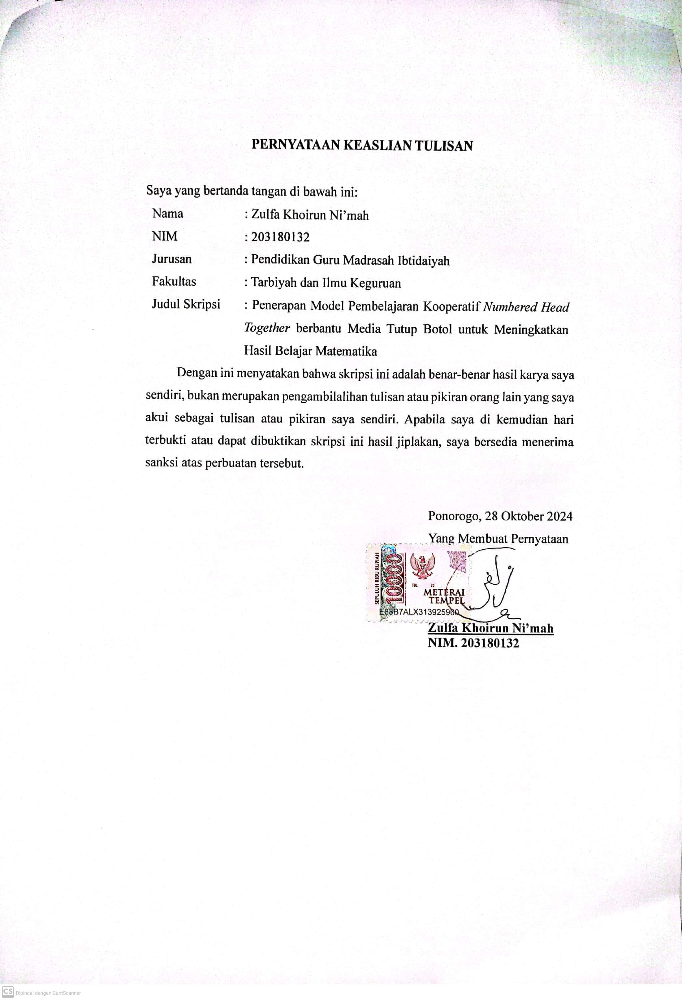 PERNYATAAN KEASLIAN TULISAN
Saya yang bertanda tangan di bawah ini:
Nama : Zulfa Khoirun Ni’mah
NIM : 203180132
Jurusan : Pendidikan Guru Madrasah Ibtidaiyah
Fakultas : Tarbiyah dan Ilmu Keguruan
Judul Skripsi : Penerapan Model Pembelajaran Kooperatif Numbered Head
Together berbantu Media Tutup Botol untuk Meningkatkan
Hasil Belajar Matematika
Dengan ini menyatakan bahwa skripsi ini adalah benar-benar hasil karya saya
sendiri, bukan merupakan pengambilalihan tulisan atau pikiran orang lain yang saya
akui sebagai tulisan atau pikiran saya sendiri. Apabila saya di kemudian hari
terbukti atau dapat dibuktikan skripsi ini hasil jiplakan, saya bersedia menerima
sanksi atas perbuatan tersebut.
Ponorogo, 28 Oktober 2024
Yang Membuat Pernyataan
SEPULUH RIBU RUPIAH
10000
TGL. 20
METERAI
TEMPEL
E88B7ALX313925960
Zulfa Khoirun Ni’mah
NIM. 203180132
CS Dipindai dengan CamScanner